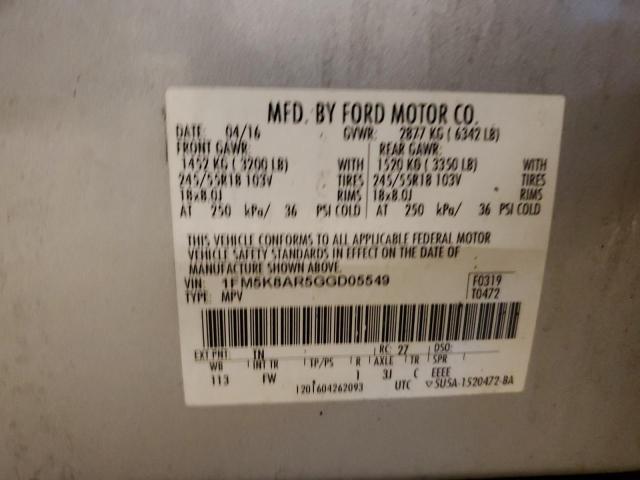 MFD. BY FORD MOTOR CO.
DATE: 04/16 GVWR: 2877 KG ( 6342 LB)
FRONT GAWR: REAR GAWR:
1452 KG ( 3200 LB) WITH 1520 KG ( 3350 LB) WITH
245/55R18 103V TIRES 245/55R18 103V TIRES
18x8.0J RIMS 18x8.0J RIMS
AT 250 kPa/ 36 PSI COLD AT 250 kPa/ 36 PSI COLD
THIS VEHICLE CONFORMS TO ALL APPLICABLE FEDERAL MOTOR
VEHICLE SAFETY STANDARDS IN EFFECT ON THE DATE OF
MANUFACTURE SHOWN ABOVE.
VIN: 1FM5K8AR5GGD05549 F0319
TYPE: MPV T0472
EXT PNT: TN RC: 27 DSO:
WB INT TR TP/PS R AXLE TR SPR
113 FW 1 3J C EEEE
1201604262093 UTC ▽SUSA-1520472-BA